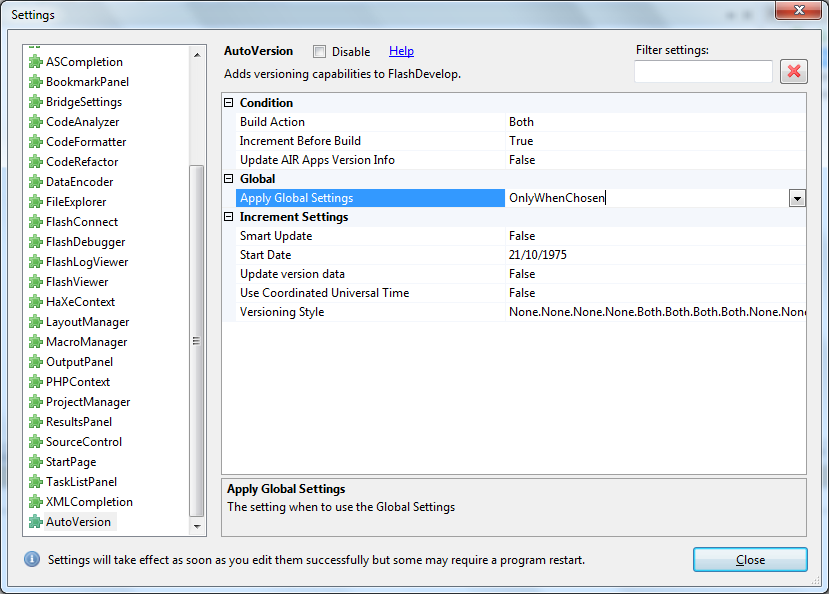 Settings
ASCompletion
BookmarkPanel
BridgeSettings
CodeAnalyzer
CodeFormatter
CodeRefactor
DataEncoder
FileExplorer
FlashConnect
FlashDebugger
FlashLogViewer
FlashViewer
HaXeContext
LayoutManager
MacroManager
OutputPanel
PHPContext
ProjectManager
ResultsPanel
SourceControl
StartPage
TaskListPanel
XMLCompletion
AutoVersion
AutoVersion Disable Help
Adds versioning capabilities to FlashDevelop.
Filter settings:
Condition
Build Action Both
Increment Before Build True
Update AIR Apps Version Info False
Global
Apply Global Settings OnlyWhenChosen
Increment Settings
Smart Update False
Start Date 21/10/1975
Update version data False
Use Coordinated Universal Time False
Versioning Style None.None.None.None.Both.Both.Both.Both.None.None
Apply Global Settings
The setting when to use the Global Settings
Settings will take effect as soon as you edit them successfully but some may require a program restart.
Close